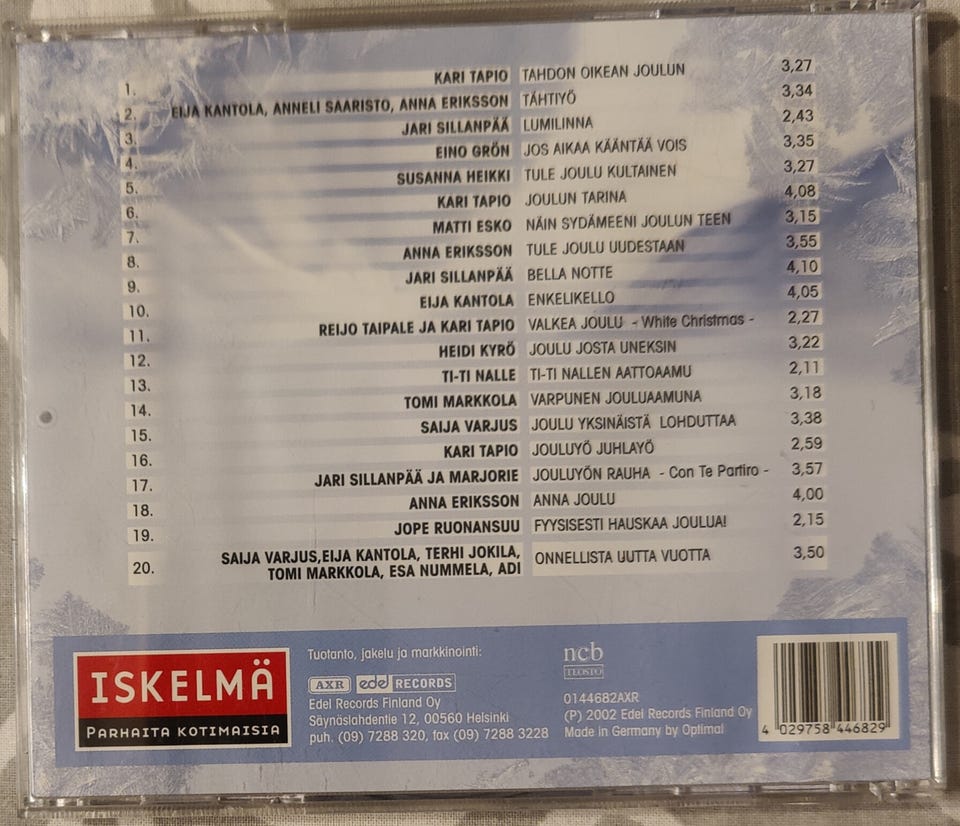 1. KARI TAPIO TAHDON OIKEAN JOULUN 3,27
2. EIJA KANTOLA, ANNELI SAARISTO, ANNA ERIKSSON TÄHTIYÖ 3,34
3. JARI SILLANPÄÄ LUMILINNA 2,43
4. EINO GRÖN JOS AIKAA KÄÄNTÄÄ VOIS 3,35
5. SUSANNA HEIKKI TULE JOULU KULTAINEN 3,27
6. KARI TAPIO JOULUN TARINA 4,08
7. MATTI ESKO NÄIN SYDÄMEENI JOULUN TEEN 3,15
8. ANNA ERIKSSON TULE JOULU UUDESTAAN 3,55
9. JARI SILLANPÄÄ BELLA NOTTE 4,10
10. EIJA KANTOLA ENKELIKELLO 4,05
11. REIJO TAIPALE JA KARI TAPIO VALKEA JOULU - White Christmas - 2,27
12. HEIDI KYRÖ JOULU JOSTA UNEKSIN 3,22
13. TI-TI NALLE TI-TI NALLEN AATTOAAMU 2,11
14. TOMI MARKKOLA VARPUNEN JOULUAAMUNA 3,18
15. SAIJA VARJUS JOULU YKSINÄISTÄ LOHDUTTAA 3,38
16. KARI TAPIO JOULUYÖ JUHLAYÖ 2,59
17. JARI SILLANPÄÄ JA MARJORIE JOULUYÖN RAUHA - Con Te Partiro - 3,57
18. ANNA ERIKSSON ANNA JOULU 4,00
19. JOPE RUONANSUU FYYSISESTI HAUSKAA JOULUA! 2,15
20. SAIJA VARJUS,EIJA KANTOLA, TERHI JOKILA, ONNELLISTA UUTTA VUOTTA 3,50
TOMI MARKKOLA, ESA NUMMELA, ADI
ISKELMÄ
PARHAITA KOTIMAISIA
Tuotanto, jakelu ja markkinointi:
AXR edel RECORDS
Edel Records Finland Oy
Säynäslahdentie 12, 00560 Helsinki
puh. (09) 7288 320, fax (09) 7288 3228
ncb
TEOSTO
0144682AXR
(P) 2002 Edel Records Finland Oy
Made in Germany by Optimal
4 029758 446829